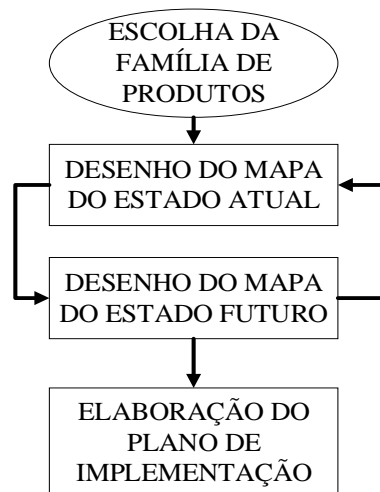 ESCOLHA DA
FAMÍLIA DE
PRODUTOS
DESENHO DO MAPA
DO ESTADO ATUAL
DESENHO DO MAPA
DO ESTADO FUTURO
ELABORAÇÃO DO
PLANO DE
IMPLEMENTAÇÃO